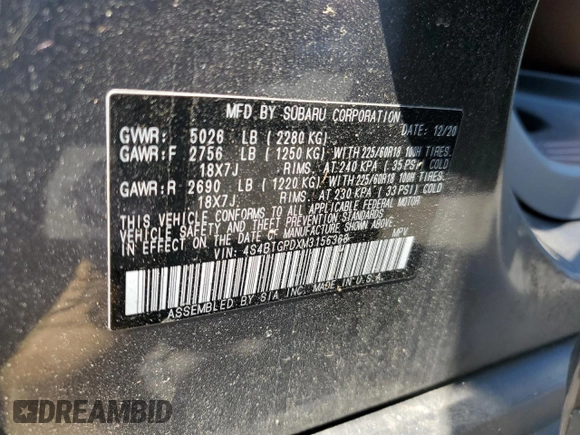 MFD BY SUBARU CORPORATION
GVWR: 5026 LB (2280 KG) DATE: 12/20
GAWR:F 2756 LB (1250 KG) WITH 225/60R18 100H TIRES.
18X7J RIMS. AT 240 KPA ( 35 PSI) COLD
GAWR:R 2690 LB (1220 KG) WITH 225/60R18 100H TIRES.
18X7J RIMS. AT 230 KPA ( 33 PSI) COLD
THIS VEHICLE CONFORMS TO ALL APPLICABLE FEDERAL MOTOR
VEHICLE SAFETY AND THEFT PREVENTION STANDARDS
IN EFFECT ON THE DATE OF MANUFACTURE SHOWN ABOVE.
VIN: 4S4BTGPDXM3156368 MPV
ASSEMBLED BY SIA INC. MADE IN U.S.A.
DREAMBID